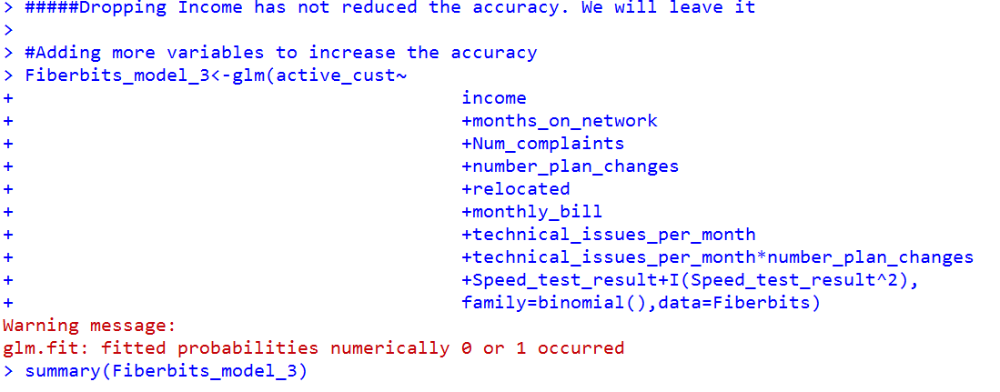 > #####Dropping Income has not reduced the accuracy. We will leave it
>
> #Adding more variables to increase the accuracy
> Fiberbits_model_3<-glm(active_cust~
+ income
+ +months_on_network
+ +Num_complaints
+ +number_plan_changes
+ +relocated
+ +monthly_bill
+ +technical_issues_per_month
+ +technical_issues_per_month*number_plan_changes
+ +Speed_test_result+I(Speed_test_result^2),
+ family=binomial(),data=Fiberbits)
Warning message:
glm.fit: fitted probabilities numerically 0 or 1 occurred
> summary(Fiberbits_model_3)